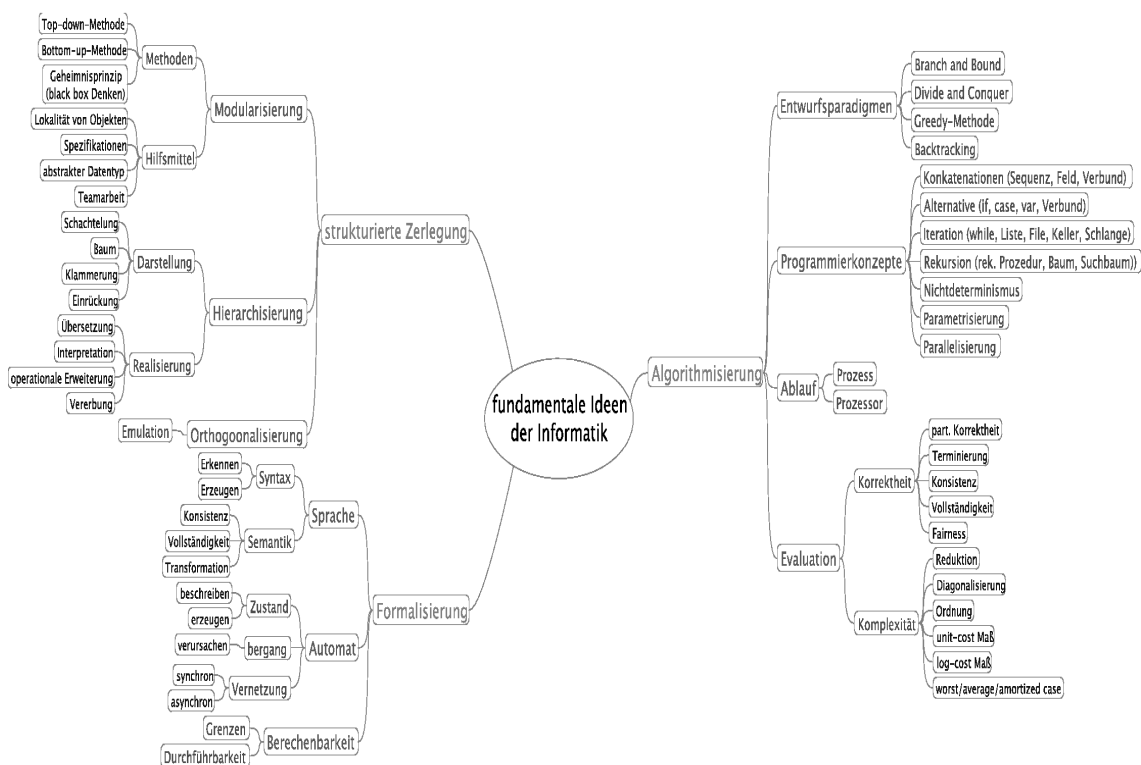 fundamentale Ideen
der Informatik
strukturierte Zerlegung
Modularisierung
Methoden
Top-down-Methode
Bottom-up-Methode
Geheimnisprinzip
(black box Denken)
Hilfsmittel
Lokalität von Objekten
Spezifikationen
abstrakter Datentyp
Teamarbeit
Hierarchisierung
Darstellung
Schachtelung
Baum
Klammerung
Einrückung
Realisierung
Übersetzung
Interpretation
operationale Erweiterung
Vererbung
Orthogoonalisierung
Emulation
Formalisierung
Sprache
Syntax
Erkennen
Erzeugen
Semantik
Konsistenz
Vollständigkeit
Transformation
Automat
Zustand
beschreiben
erzeugen
bergang
verursachen
Vernetzung
synchron
asynchron
Berechenbarkeit
Grenzen
Durchführbarkeit
Algorithmisierung
Entwurfsparadigmen
Branch and Bound
Divide and Conquer
Greedy-Methode
Backtracking
Programmierkonzepte
Konkatenationen (Sequenz, Feld, Verbund)
Alternative (if, case, var, Verbund)
Iteration (while, Liste, File, Keller, Schlange)
Rekursion (rek. Prozedur, Baum, Suchbaum))
Nichtdeterminismus
Parametrisierung
Parallelisierung
Ablauf
Prozess
Prozessor
Evaluation
Korrektheit
part. Korrektheit
Terminierung
Konsistenz
Vollständigkeit
Fairness
Komplexität
Reduktion
Diagonalisierung
Ordnung
unit-cost Maß
log-cost Maß
worst/average/amortized case